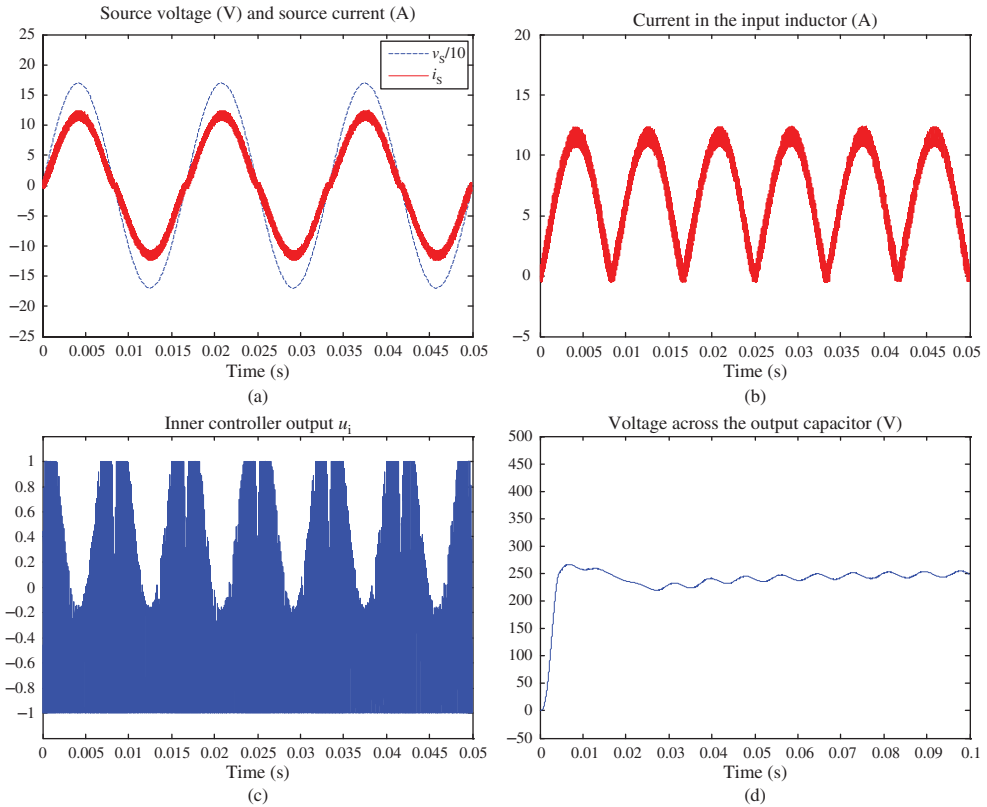 Source voltage (V) and source current (A)
25
20
15
10
5
0
−5
−10
−15
−20
−25
v_S/10
i_S
0 0.005 0.01 0.015 0.02 0.025 0.03 0.035 0.04 0.045 0.05
Time (s)
(a)
Current in the input inductor (A)
20
15
10
5
0
−5
0 0.005 0.01 0.015 0.02 0.025 0.03 0.035 0.04 0.045 0.05
Time (s)
(b)
Inner controller output u_i
1
0.8
0.6
0.4
0.2
0
−0.2
−0.4
−0.6
−0.8
−1
0 0.005 0.01 0.015 0.02 0.025 0.03 0.035 0.04 0.045 0.05
Time (s)
(c)
Voltage across the output capacitor (V)
500
450
400
350
300
250
200
150
100
50
0
−50
0 0.01 0.02 0.03 0.04 0.05 0.06 0.07 0.08 0.09 0.1
Time (s)
(d)